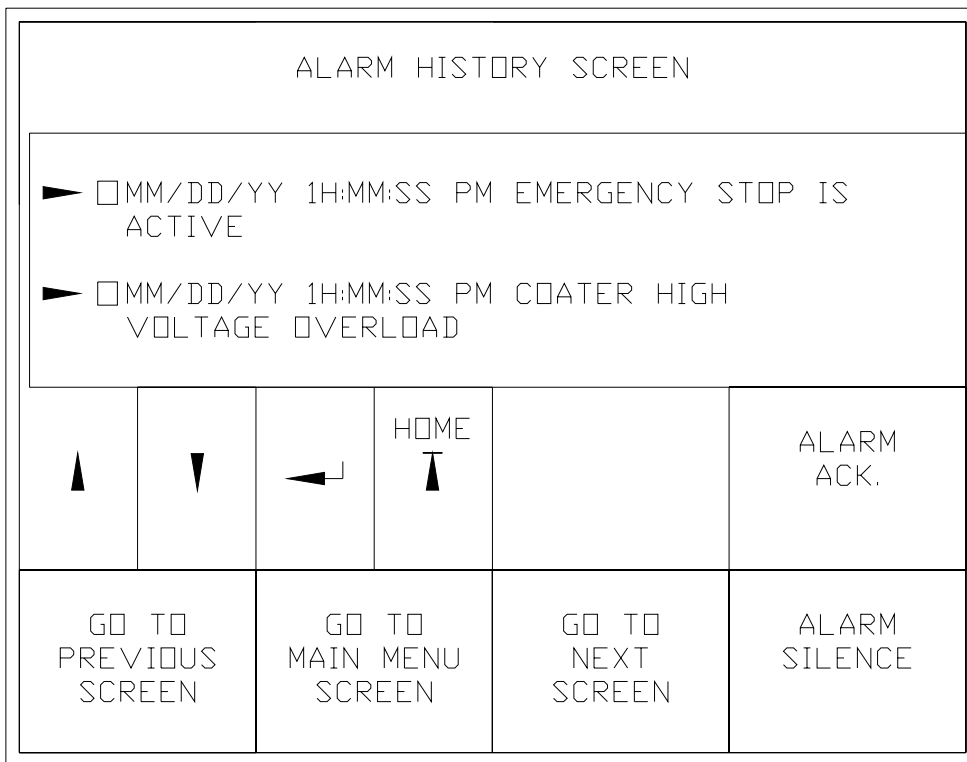 ALARM HISTORY SCREEN
MM/DD/YY 1H:MM:SS PM EMERGENCY STOP IS
ACTIVE
MM/DD/YY 1H:MM:SS PM COATER HIGH
VOLTAGE OVERLOAD
HOME
ALARM
ACK.
GO TO
PREVIOUS
SCREEN
GO TO
MAIN MENU
SCREEN
GO TO
NEXT
SCREEN
ALARM
SILENCE